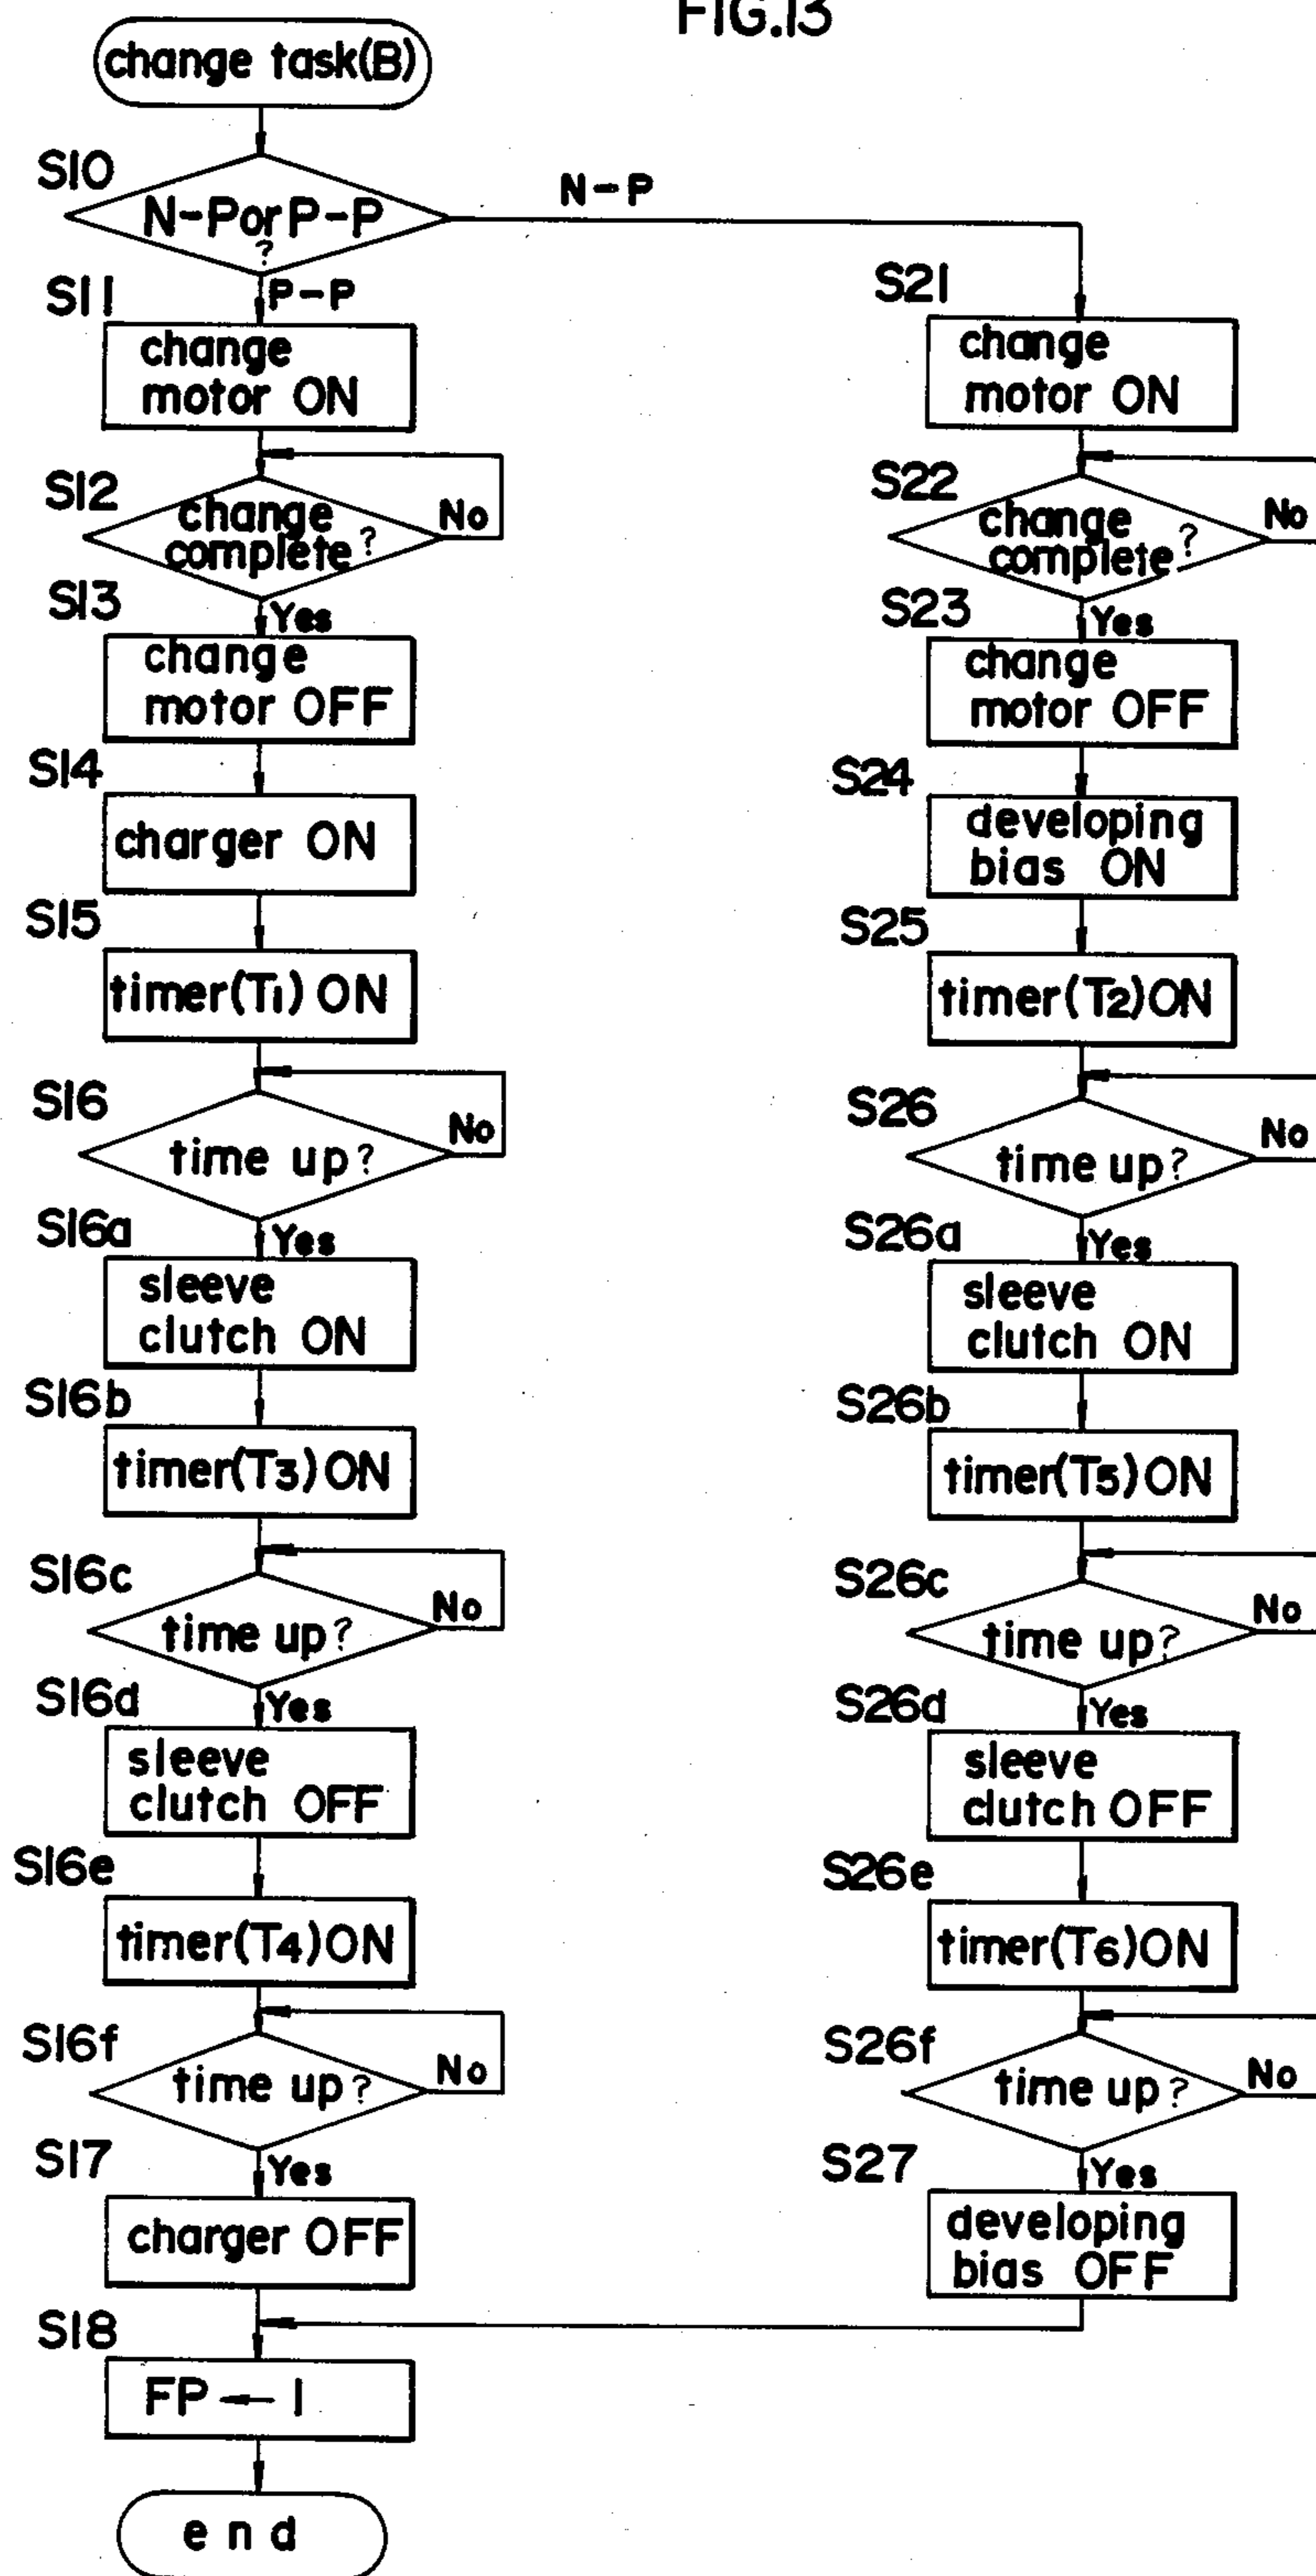 FIG.13
change task(B)
S10
N-PorP-P
?
N-P
P-P
S11
change
motor ON
S12
change
complete?
No
Yes
S13
change
motor OFF
S14
charger ON
S15
timer(T1) ON
S16
time up?
No
Yes
S16a
sleeve
clutch ON
S16b
timer(T3) ON
S16c
time up?
No
Yes
S16d
sleeve
clutch OFF
S16e
timer(T4) ON
S16f
time up?
No
Yes
S17
charger OFF
S18
FP ← 1
end
S21
change
motor ON
S22
change
complete?
No
Yes
S23
change
motor OFF
S24
developing
bias ON
S25
timer(T2) ON
S26
time up?
No
Yes
S26a
sleeve
clutch ON
S26b
timer(T5) ON
S26c
time up?
No
Yes
S26d
sleeve
clutch OFF
S26e
timer(T6) ON
S26f
time up?
No
Yes
S27
developing
bias OFF